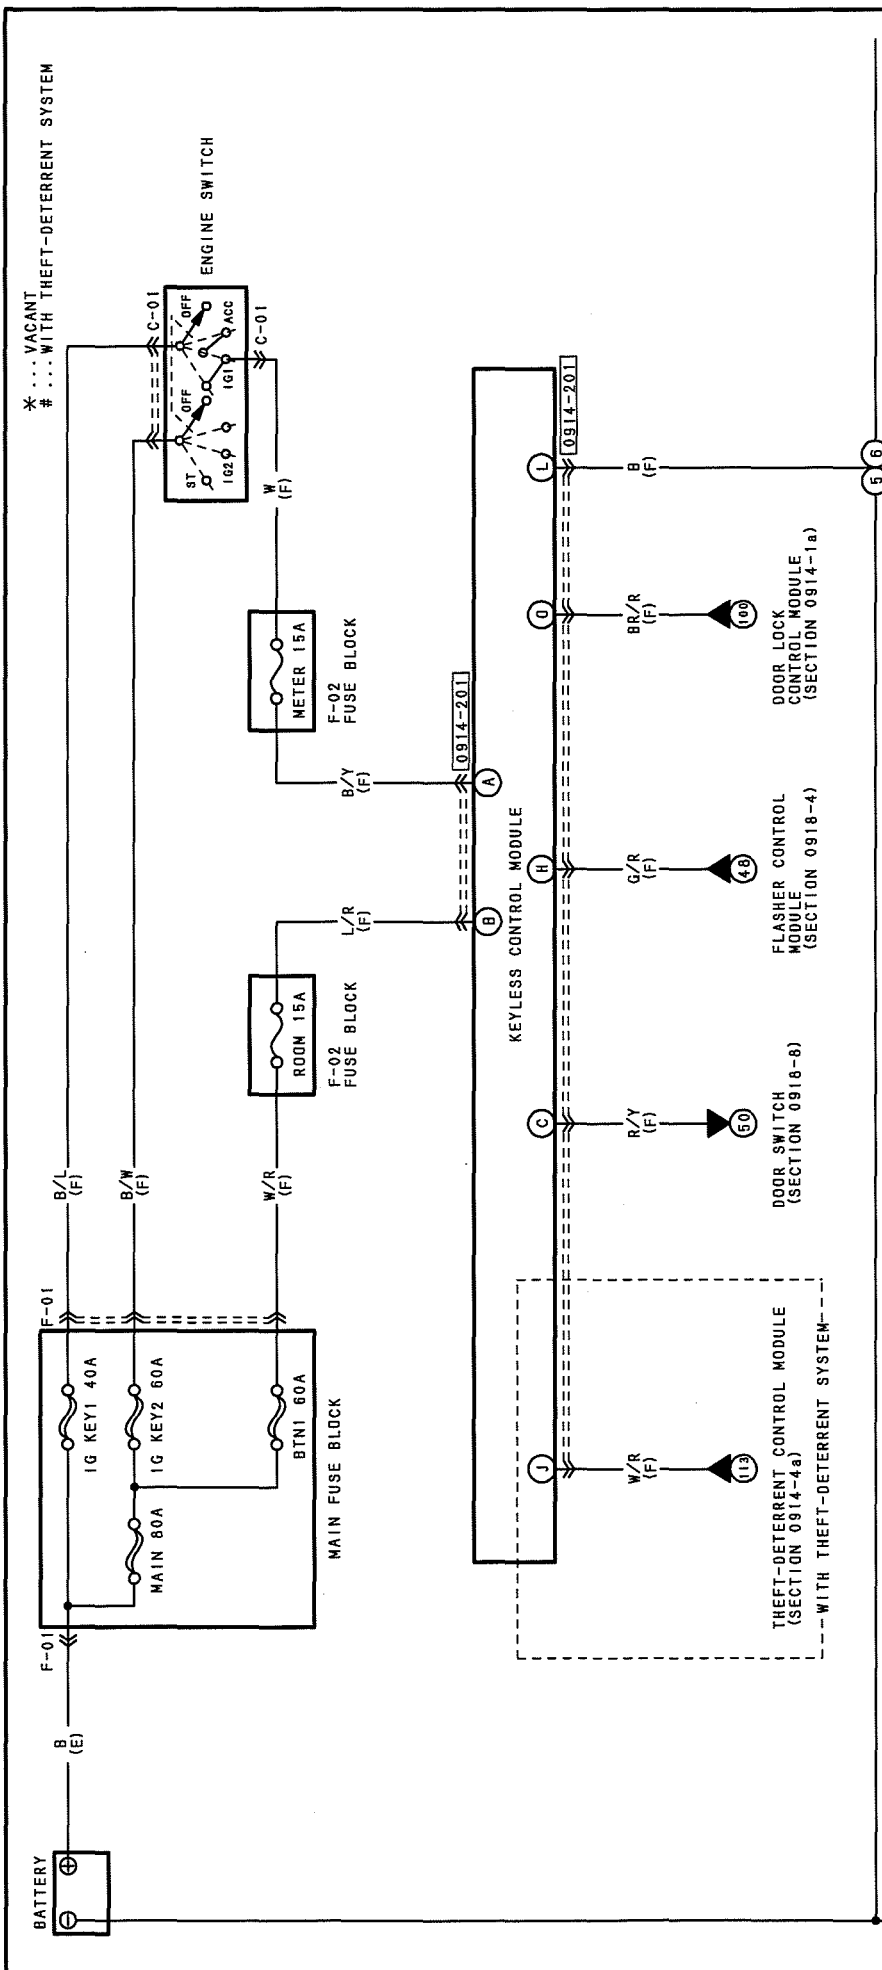 * ... VACANT
# ... WITH THEFT-DETERRENT SYSTEM
BATTERY
B
(E)
F-01
F-01
IG KEY1 40A
IG KEY2 60A
MAIN 80A
BTN1 60A
MAIN FUSE BLOCK
B/L
(F)
B/W
(F)
W/R
(F)
C-01
ST
IG2
OFF
OFF
IG1
ACC
C-01
ENGINE SWITCH
W
(F)
ROOM 15A
F-02
FUSE BLOCK
METER 15A
F-02
FUSE BLOCK
L/R
(F)
B/Y
(F)
0914-201
B
A
KEYLESS CONTROL MODULE
J
C
H
O
L
0914-201
W/R
(F)
R/Y
(F)
G/R
(F)
BR/R
(F)
B
(F)
113
50
48
100
5
6
THEFT-DETERRENT CONTROL MODULE
(SECTION 0914-4a)
WITH THEFT-DETERRENT SYSTEM
DOOR SWITCH
(SECTION 0918-8)
FLASHER CONTROL
MODULE
(SECTION 0918-4)
DOOR LOCK
CONTROL MODULE
(SECTION 0914-1a)